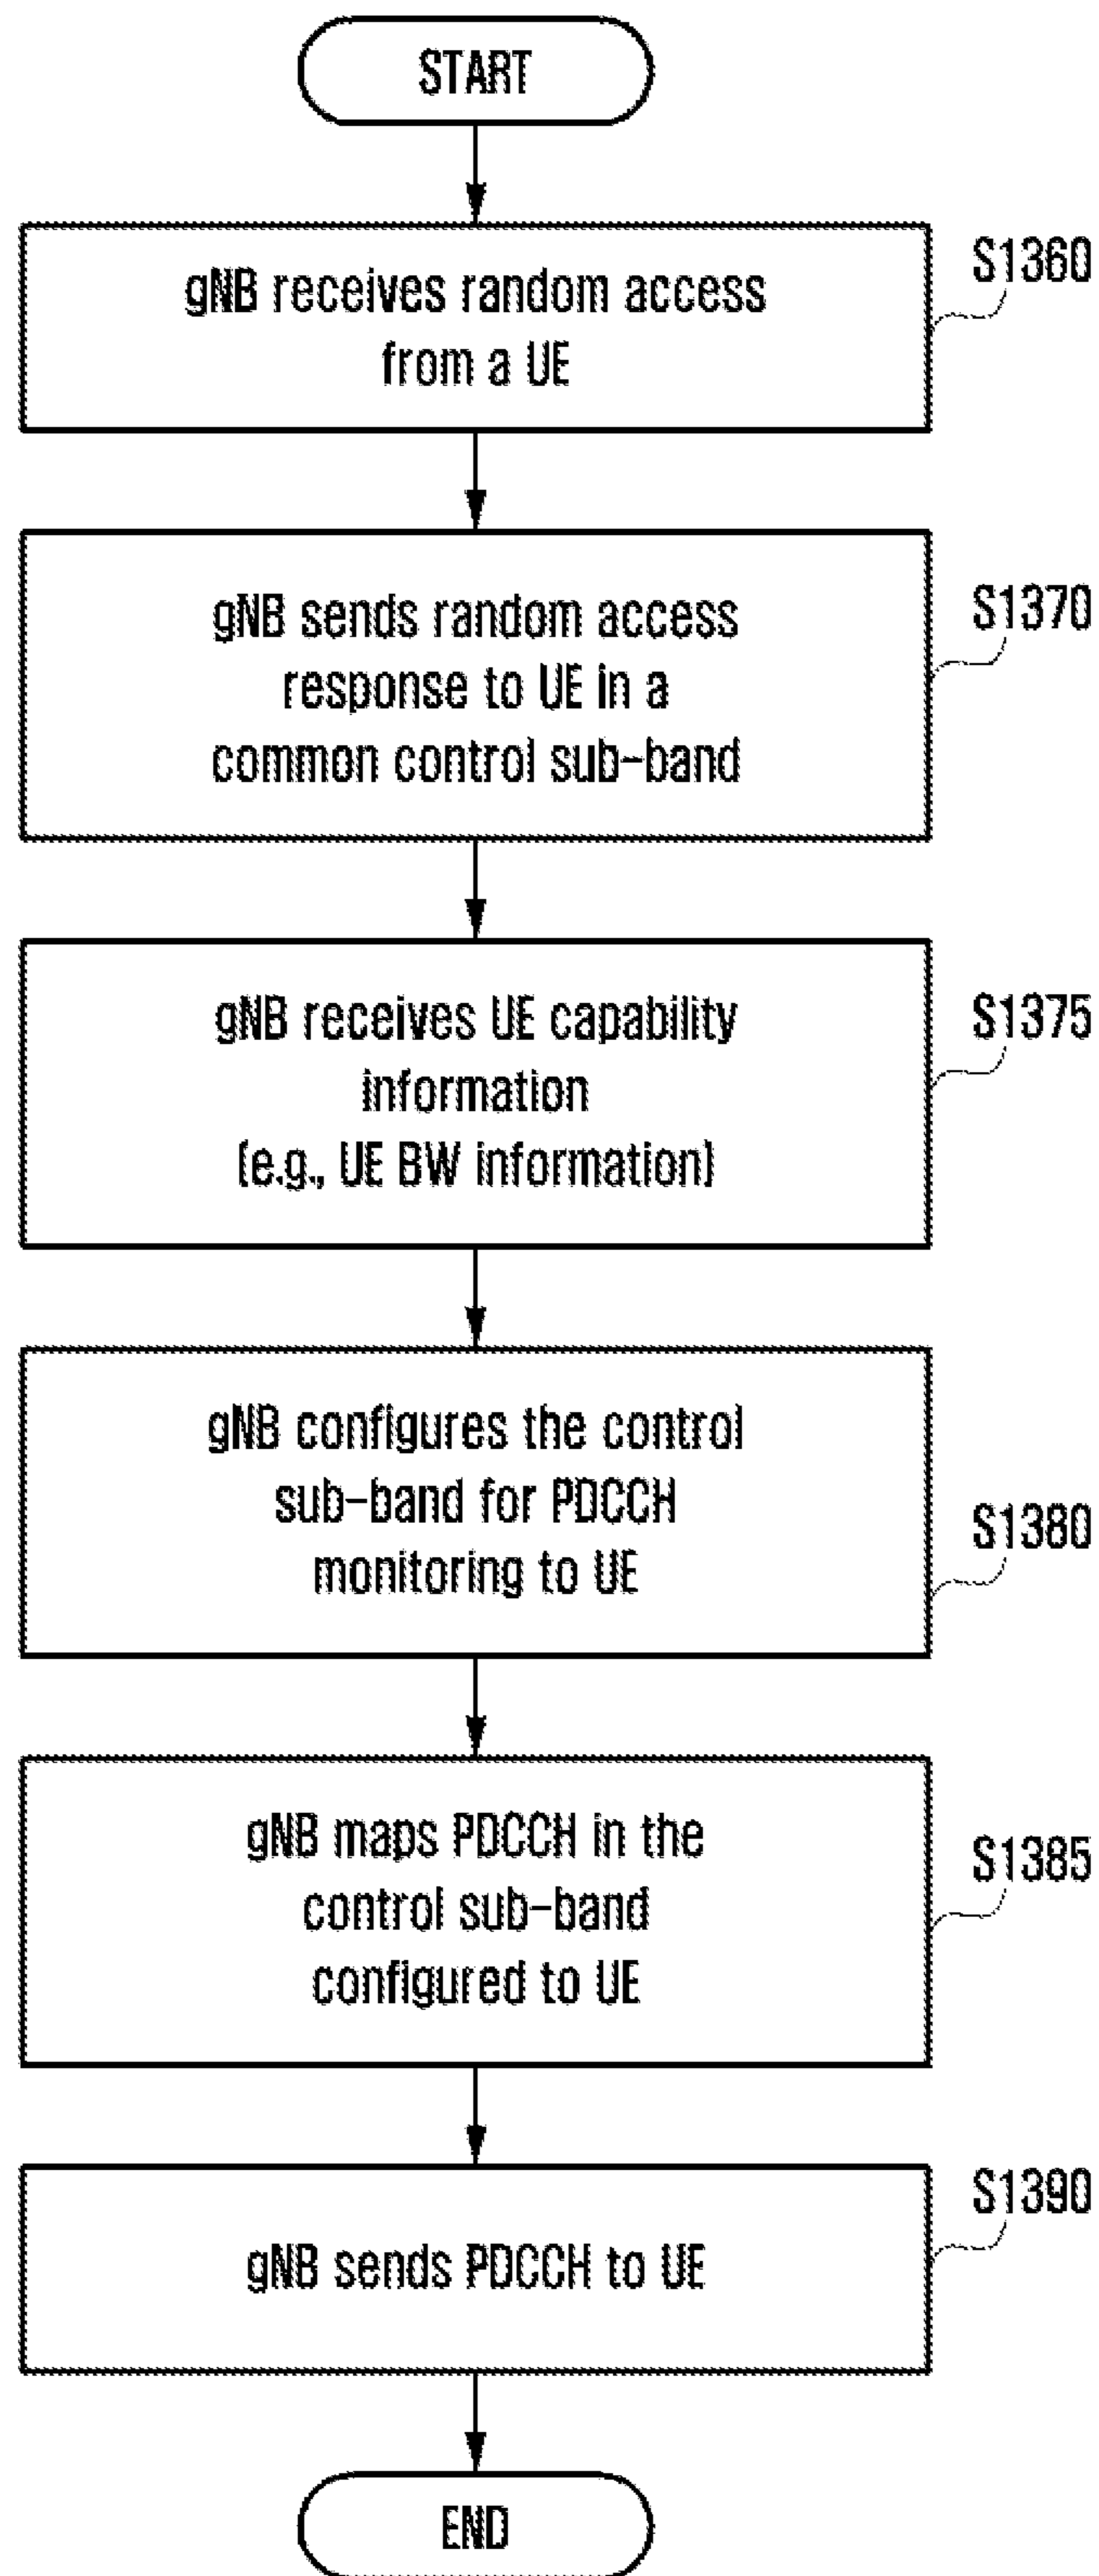 START
gNB receives random access
from a UE
S1360
gNB sends random access
response to UE in a
common control sub-band
S1370
gNB receives UE capability
information
(e.g., UE BW information)
S1375
gNB configures the control
sub-band for PDCCH
monitoring to UE
S1380
gNB maps PDCCH in the
control sub-band
configured to UE
S1385
gNB sends PDCCH to UE
S1390
END